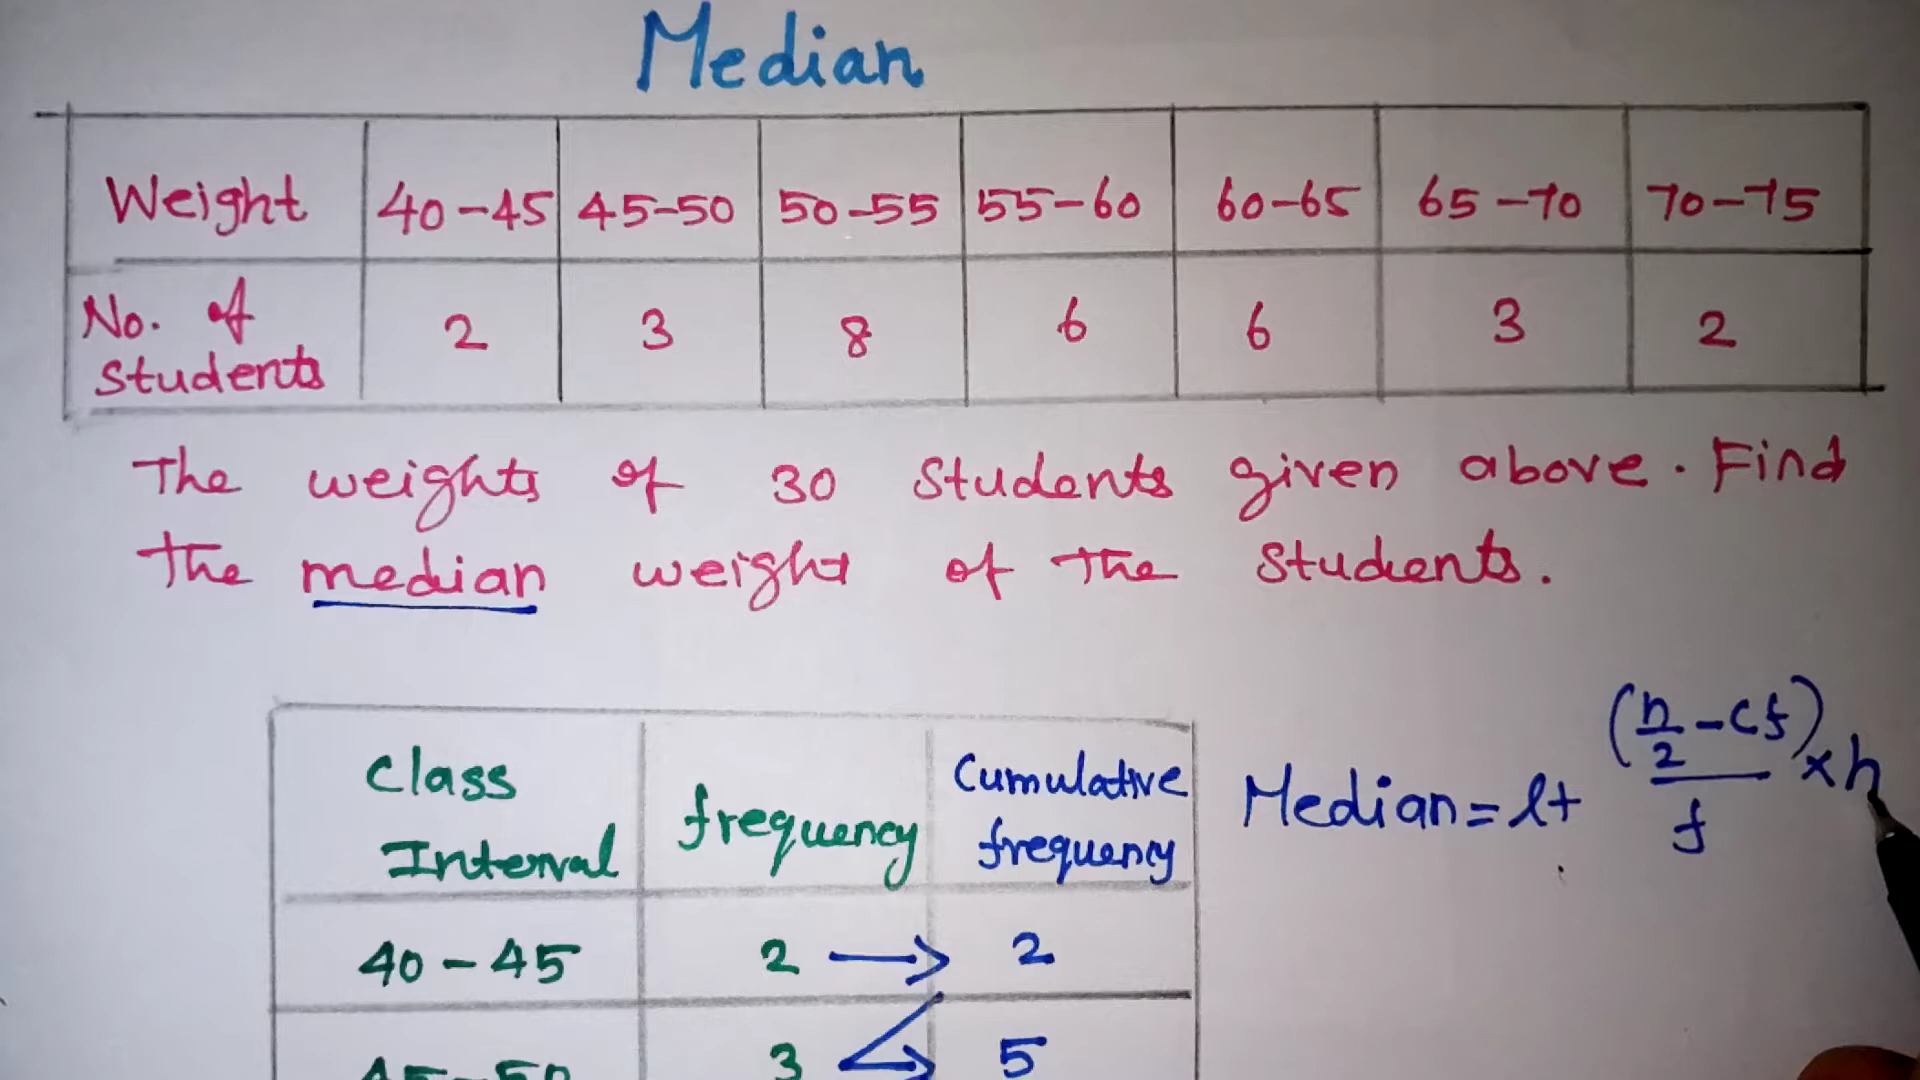 Median
Weight 40-45 45-50 50-55 55-60 60-65 65-70 70-75
No. of
Students 2 3 8 6 6 3 2
The weights of 30 Students given above. Find
the median weight of the Students.
Class
Interval frequency Cumulative
frequency
Median = l + (n/2 - cf)/f × h
40-45 2 2
45-50 3 5